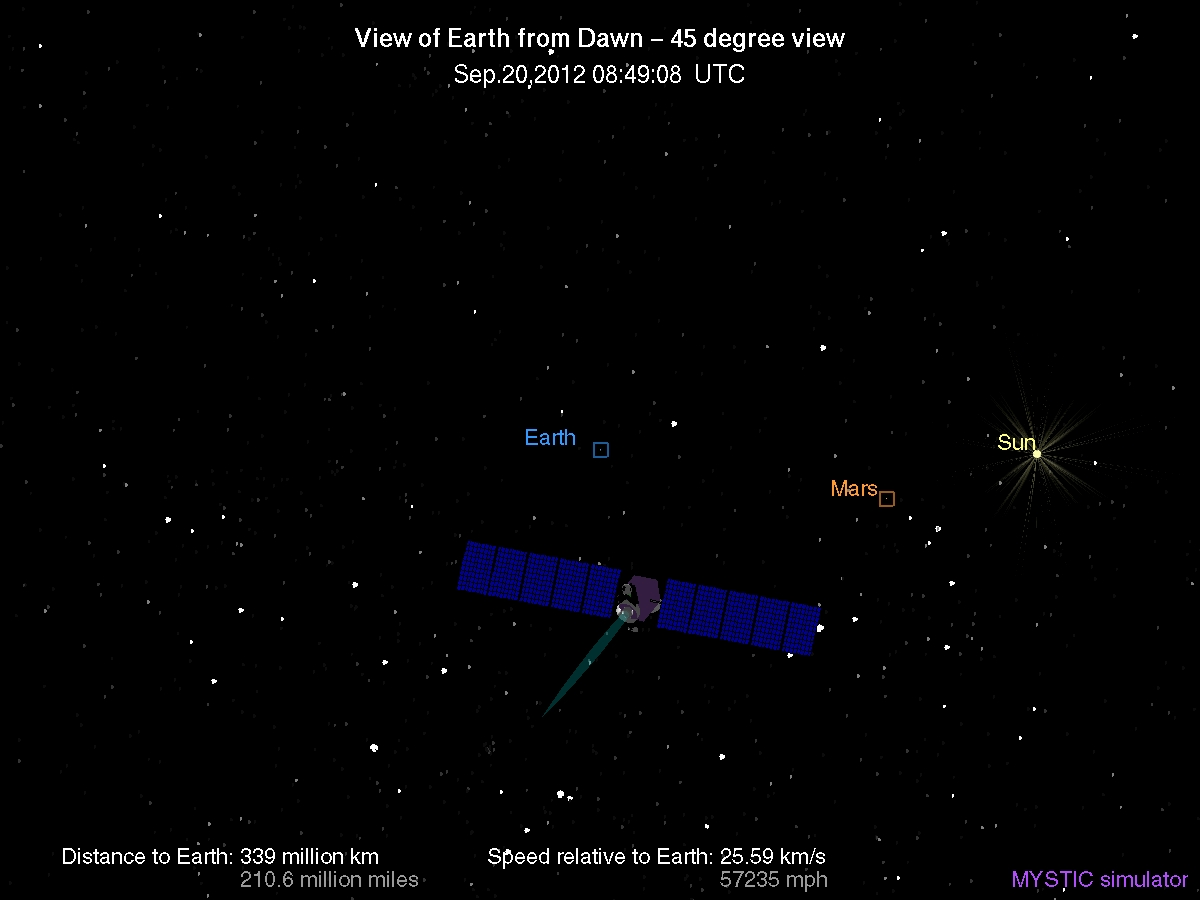 View of Earth from Dawn – 45 degree view
Sep.20,2012 08:49:08 UTC
Earth
Sun
Mars
Distance to Earth: 339 million km
210.6 million miles
Speed relative to Earth: 25.59 km/s
57235 mph
MYSTIC simulator